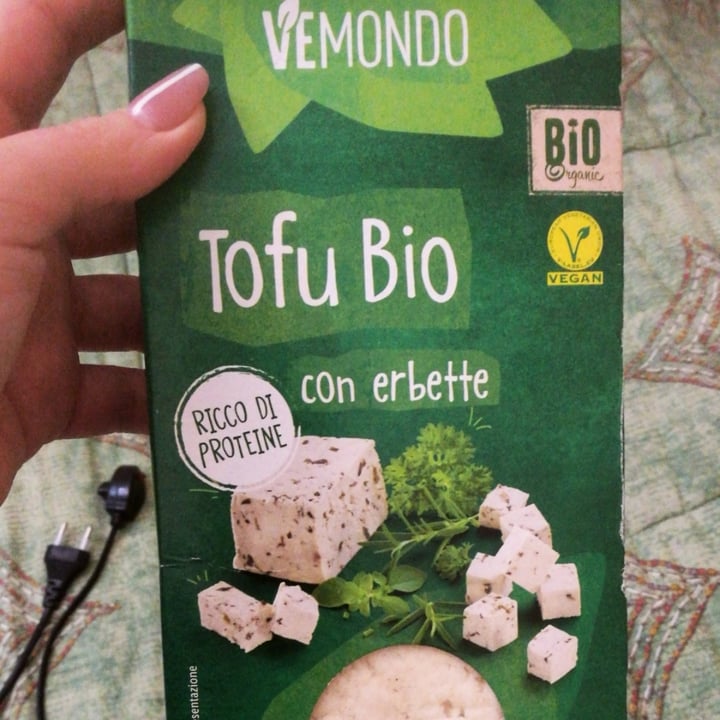 VEMONDO
BiO
Organic
Tofu Bio
VEGAN
con erbette
RICCO DI
PROTEINE